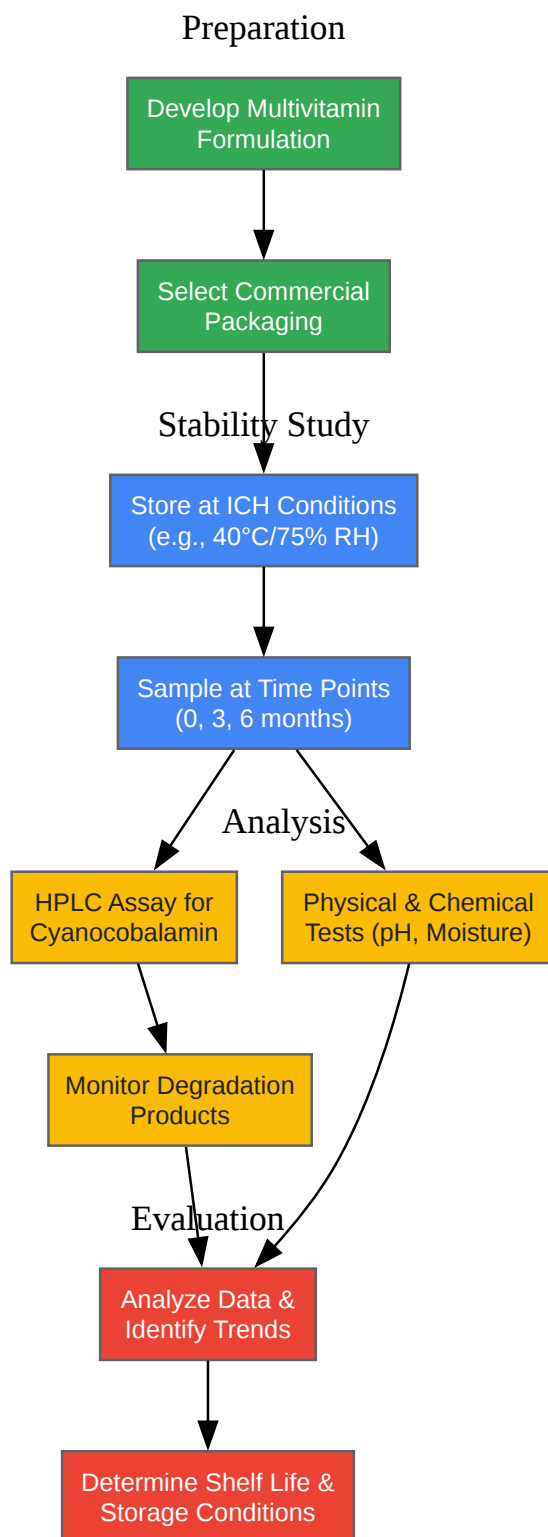 Preparation
Develop Multivitamin
Formulation
Select Commercial
Packaging
Stability Study
Store at ICH Conditions
(e.g., 40°C/75% RH)
Sample at Time Points
(0, 3, 6 months)
Analysis
HPLC Assay for
Cyanocobalamin
Physical & Chemical
Tests (pH, Moisture)
Monitor Degradation
Products
Evaluation
Analyze Data &
Identify Trends
Determine Shelf Life &
Storage Conditions